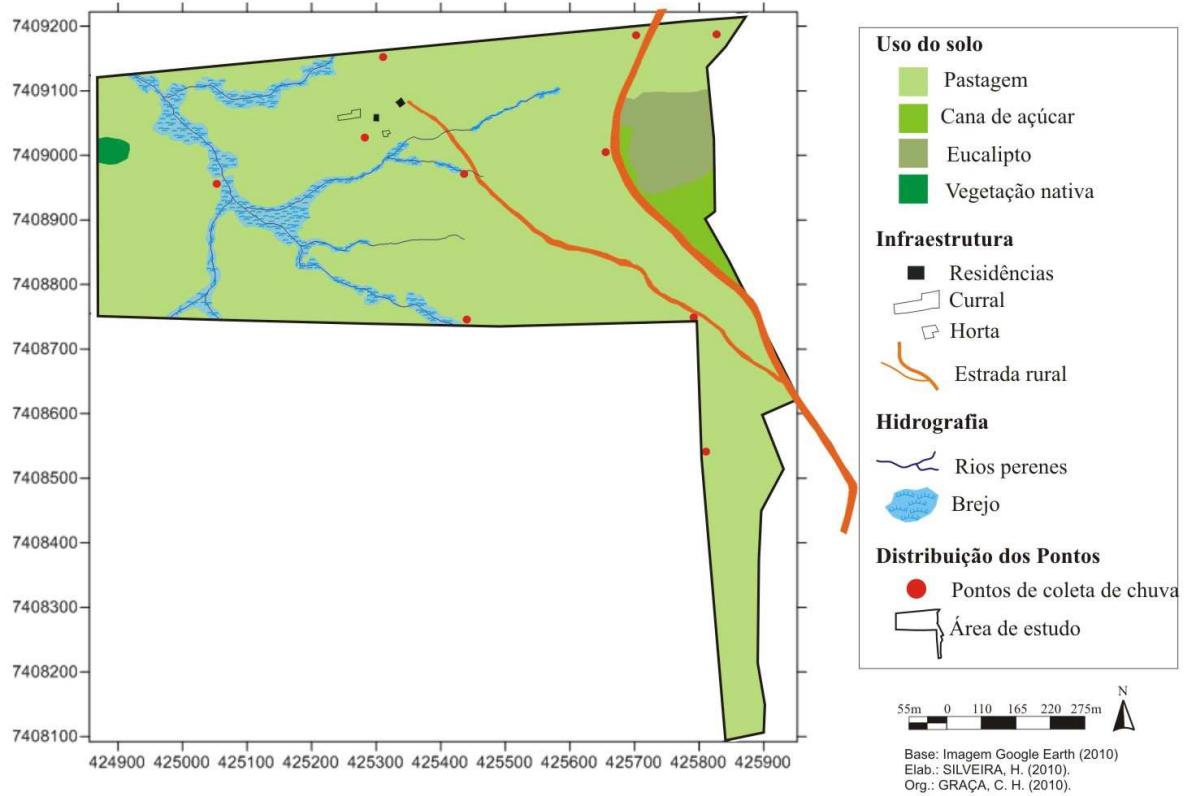 7409200
7409100
7409000
7408900
7408800
7408700
7408600
7408500
7408400
7408300
7408200
7408100
424900 425000 425100 425200 425300 425400 425500 425600 425700 425800 425900
Uso do solo
Pastagem
Cana de açúcar
Eucalipto
Vegetação nativa
Infraestrutura
Residências
Curral
Horta
Estrada rural
Hidrografia
Rios perenes
Brejo
Distribuição dos Pontos
Pontos de coleta de chuva
Área de estudo
N
55m 0 110 165 220 275m
Base: Imagem Google Earth (2010)
Elab.: SILVEIRA, H. (2010).
Org.: GRAÇA, C. H. (2010).